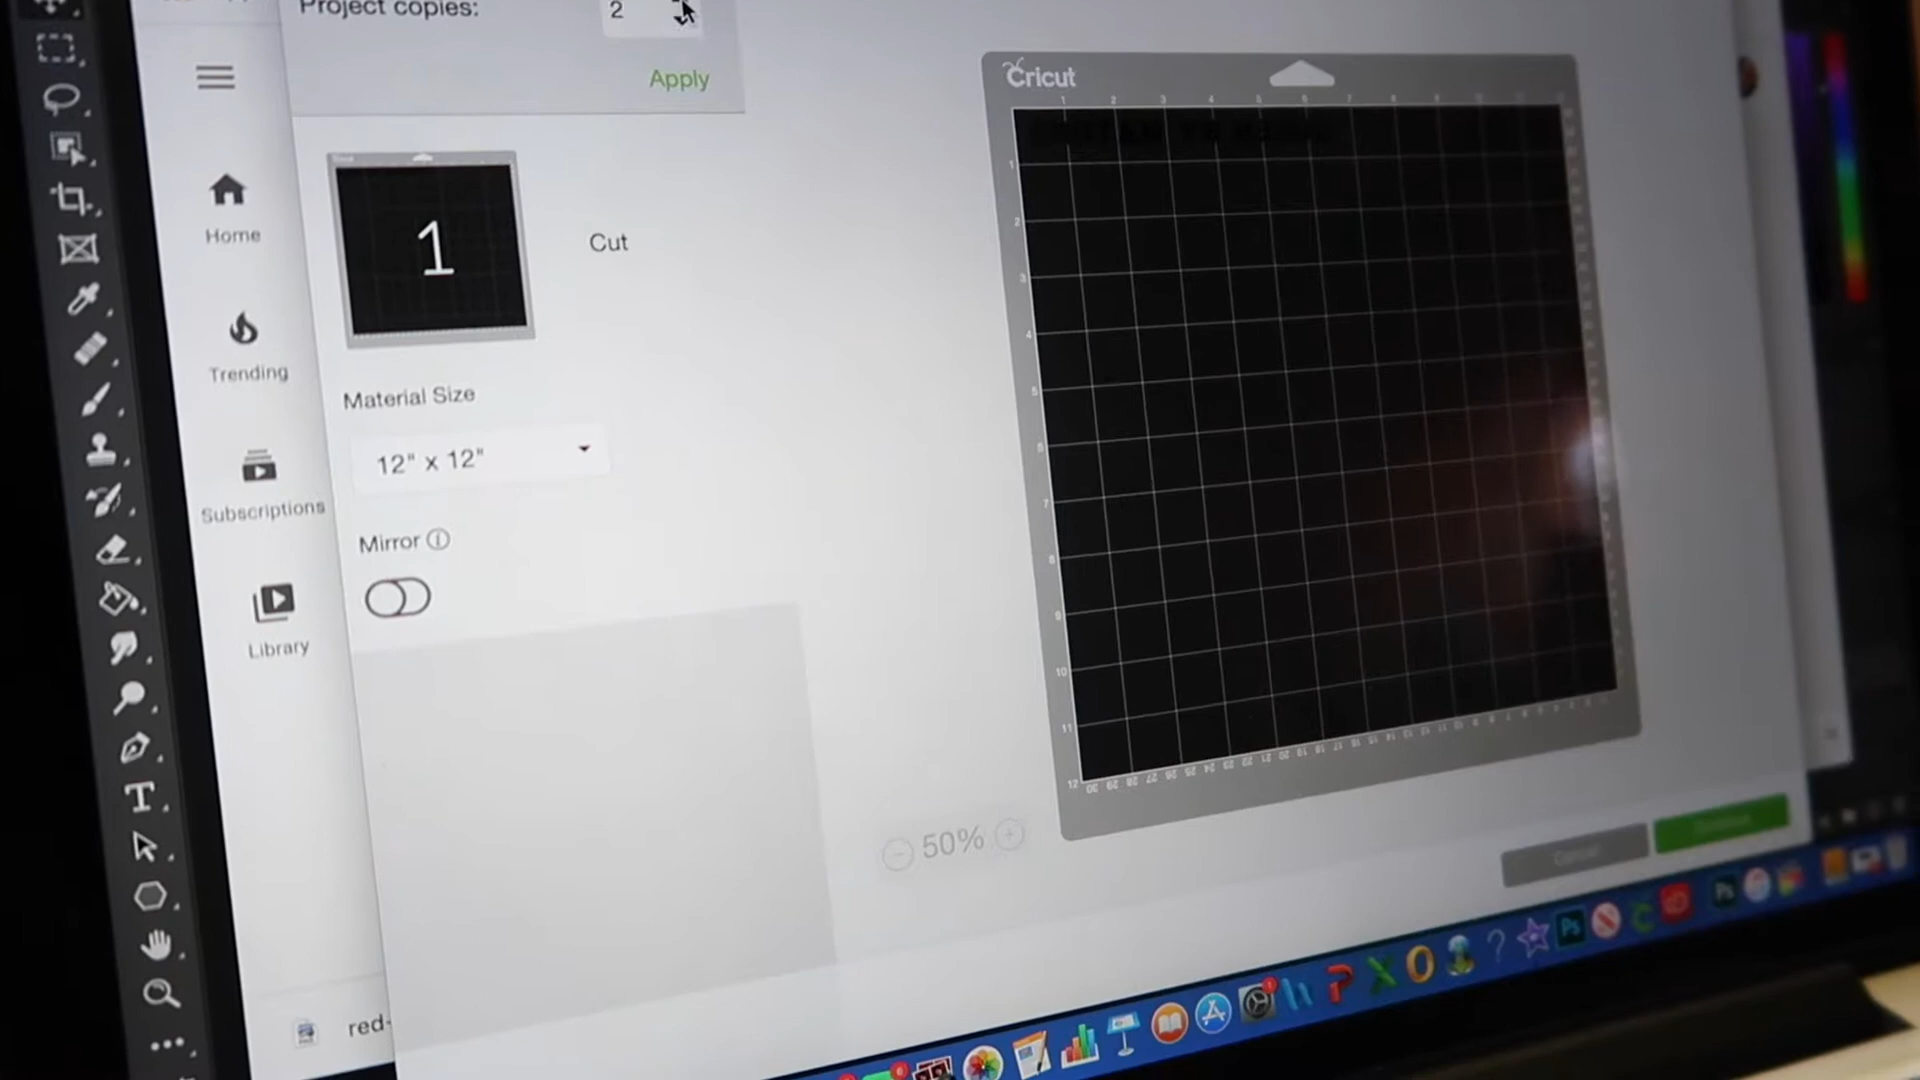 Project copies:
2
Apply
Cricut
1
Cut
Home
Trending
Material Size
12" x 12"
Subscriptions
Mirror
Library
50%
red-